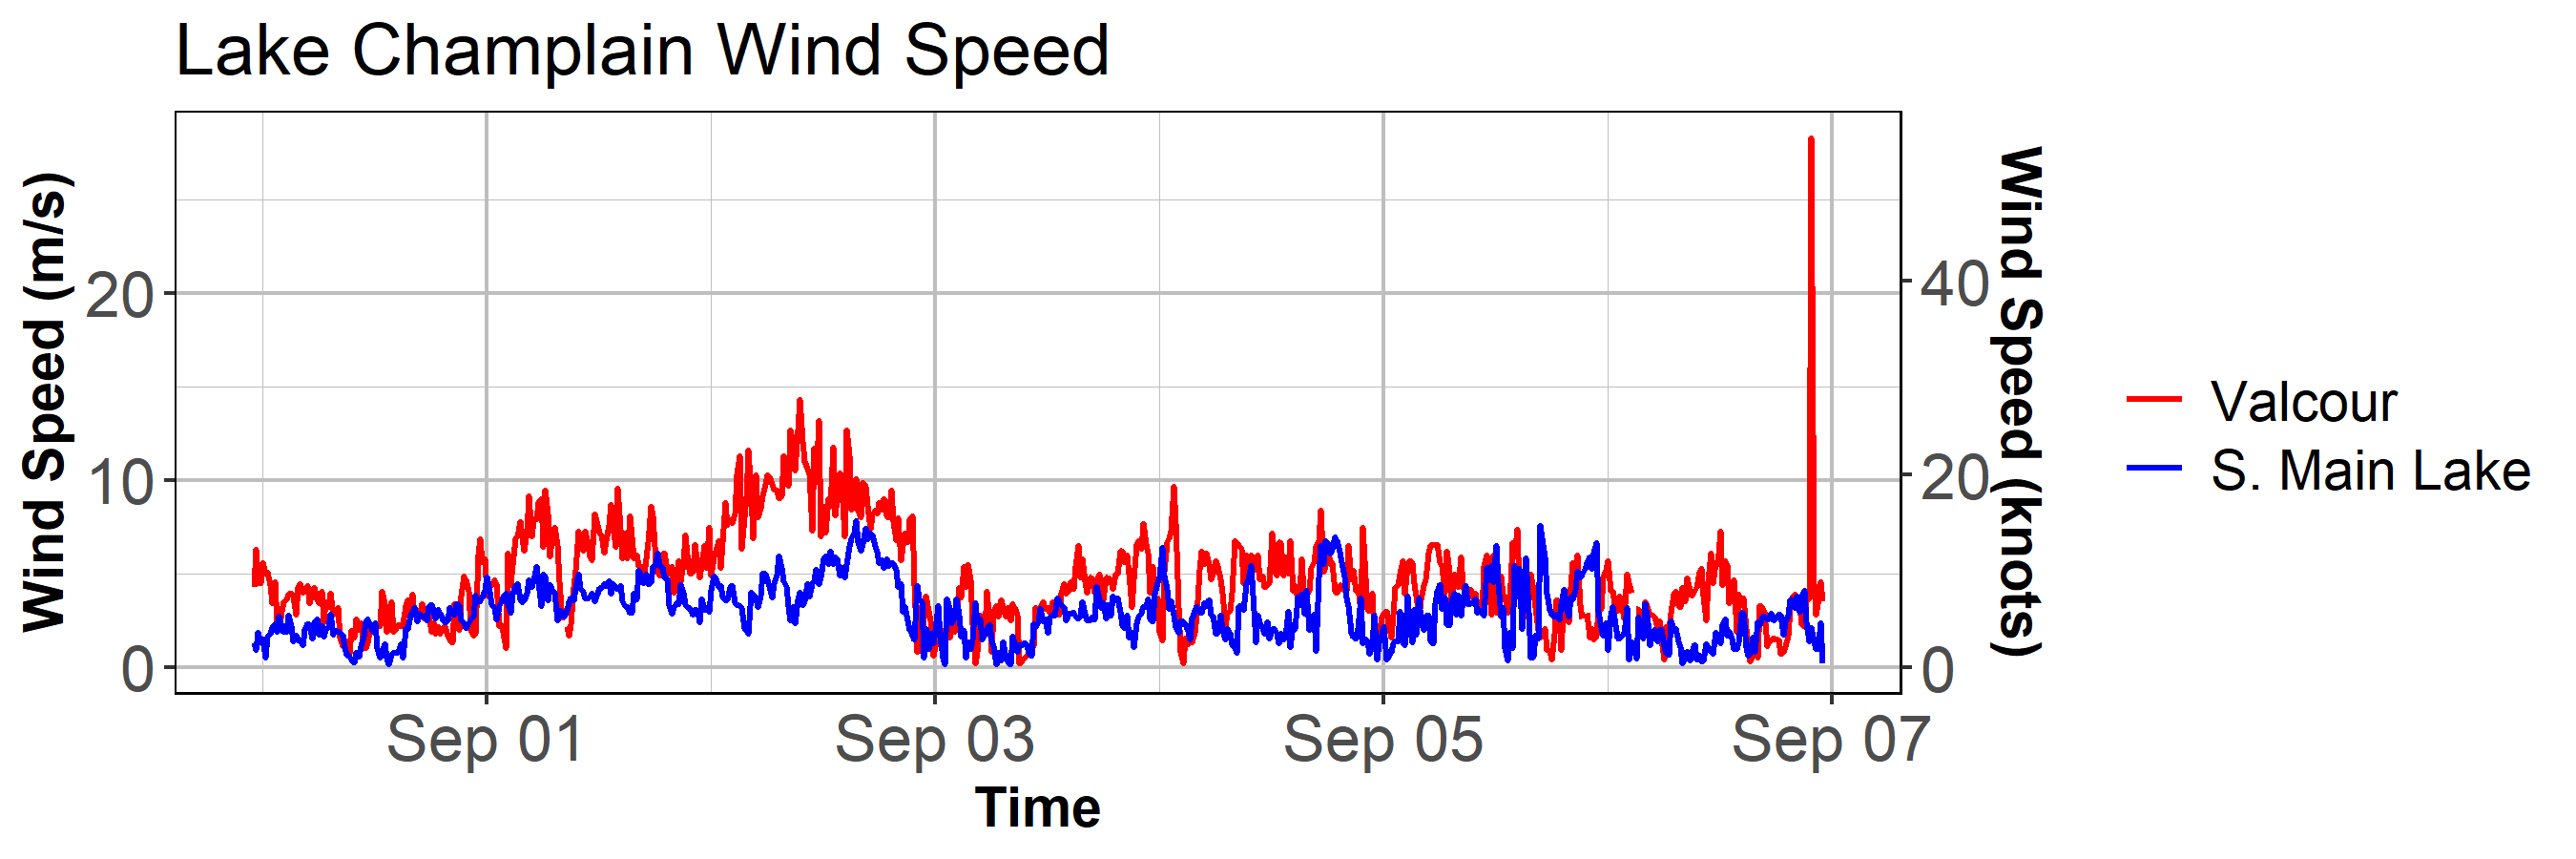 Lake Champlain Wind Speed
Wind Speed (m/s)
20
10
0
40
20
0
Wind Speed (knots)
Sep 01
Sep 03
Sep 05
Sep 07
Time
Valcour
S. Main Lake